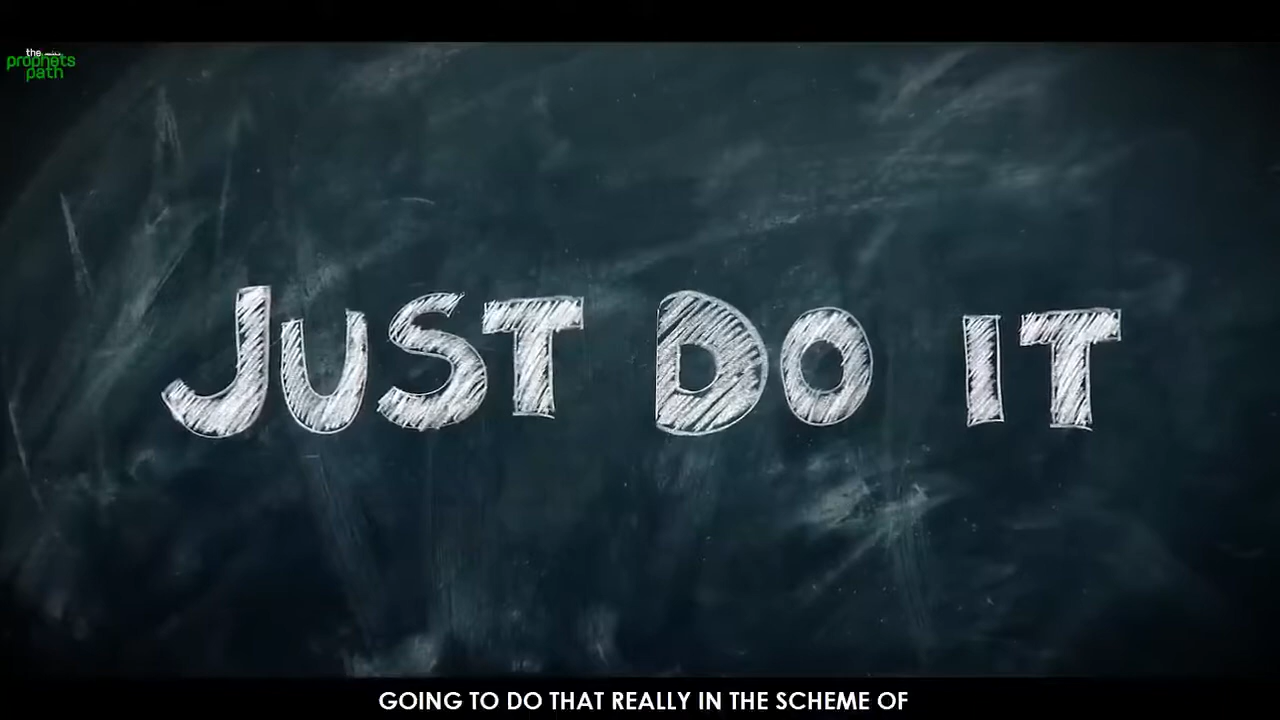 the
prophets
path
JUST DO IT
GOING TO DO THAT REALLY IN THE SCHEME OF